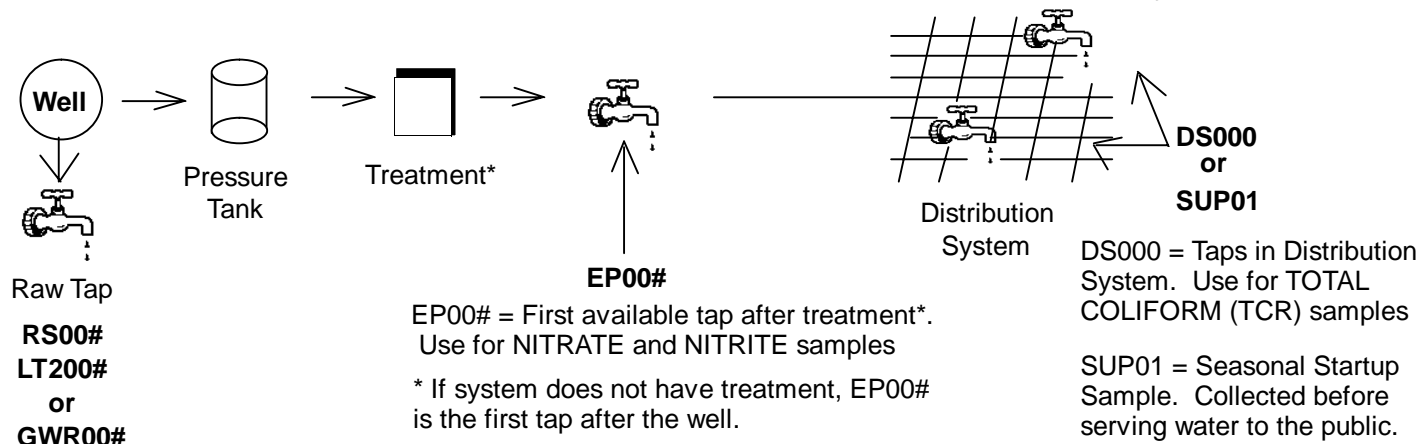 Well
Pressure
Tank
Treatment*
Raw Tap
RS00#
LT200#
or
GWR00#
EP00#
EP00# = First available tap after treatment*.
Use for NITRATE and NITRITE samples
* If system does not have treatment, EP00#
is the first tap after the well.
Distribution
System
DS000
or
SUP01
DS000 = Taps in Distribution
System. Use for TOTAL
COLIFORM (TCR) samples
SUP01 = Seasonal Startup
Sample. Collected before
serving water to the public.